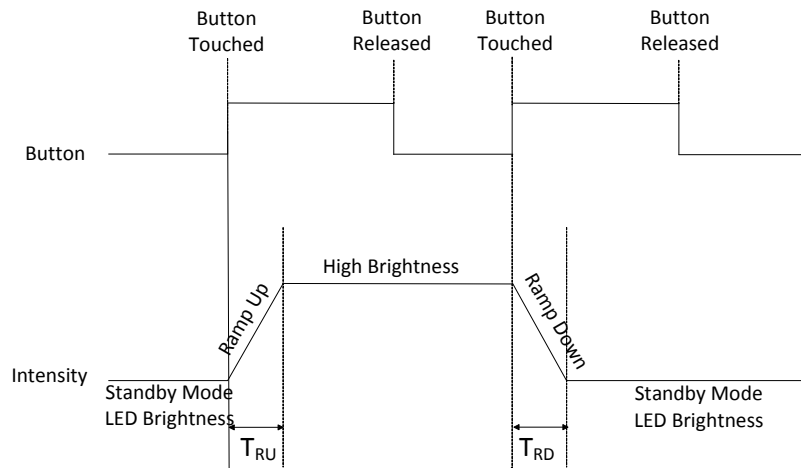 Button
Touched
Button
Released
Button
Touched
Button
Released
Button
High Brightness
Ramp Up
Ramp Down
Intensity
Standby Mode
LED Brightness
Standby Mode
LED Brightness
TRU
TRD